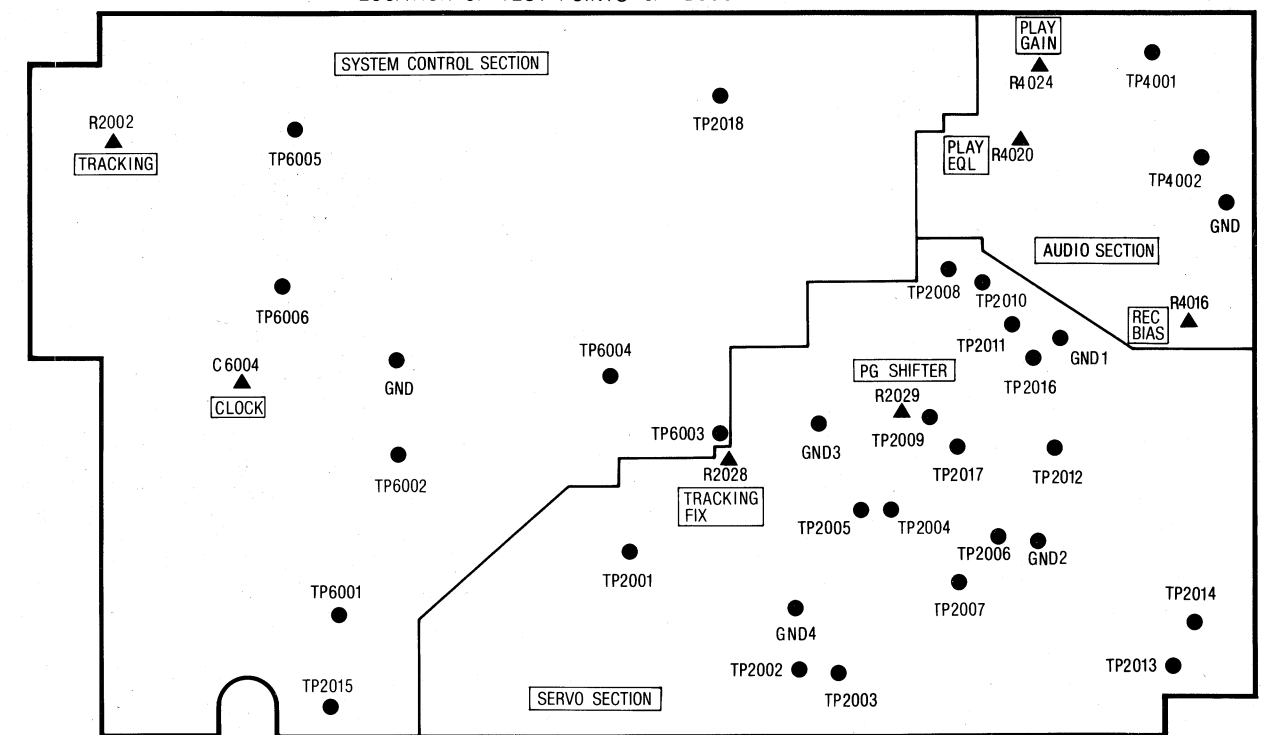 PLAY
GAIN
SYSTEM CONTROL SECTION
R4024
TP4001
R2002
TP2018
TRACKING
TP6005
PLAY
EQL
R4020
TP4002
GND
AUDIO SECTION
TP6006
TP2008
TP2010
R4016
REC
BIAS
TP2011
GND1
TP2016
C6004
CLOCK
GND
TP6004
PG SHIFTER
R2029
TP2009
TP6003
GND3
TP2017
TP2012
TP6002
R2028
TRACKING
FIX
TP2005
TP2004
TP2006
GND2
TP2001
TP2007
TP6001
TP2014
GND4
TP2002
TP2003
TP2013
TP2015
SERVO SECTION